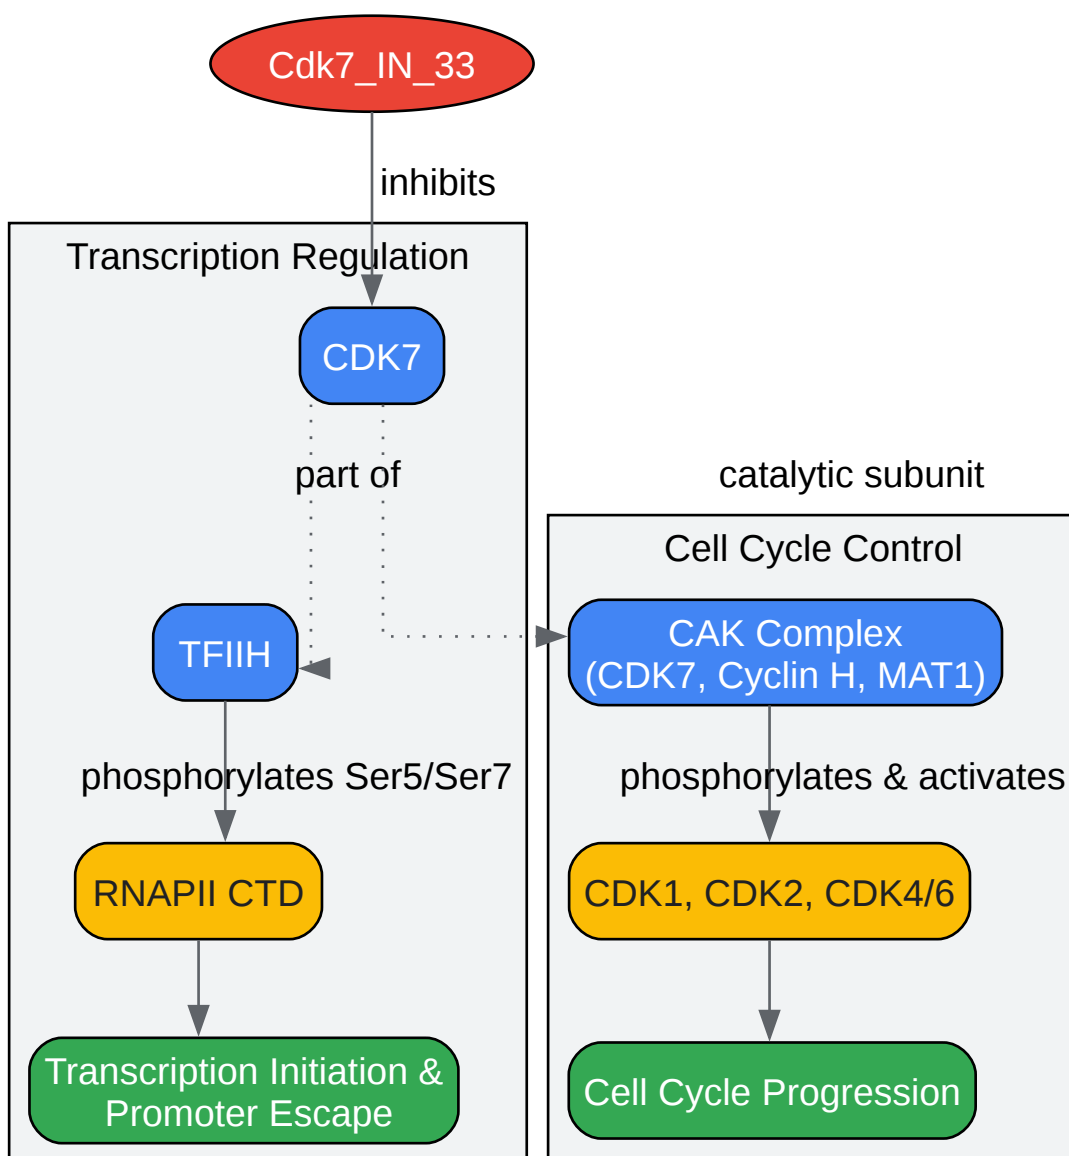 Cdk7_IN_33
inhibits
Transcription Regulation
CDK7
part of
catalytic subunit
Cell Cycle Control
TFIIH
CAK Complex
(CDK7, Cyclin H, MAT1)
phosphorylates Ser5/Ser7
phosphorylates & activates
RNAPII CTD
CDK1, CDK2, CDK4/6
Transcription Initiation &
Promoter Escape
Cell Cycle Progression